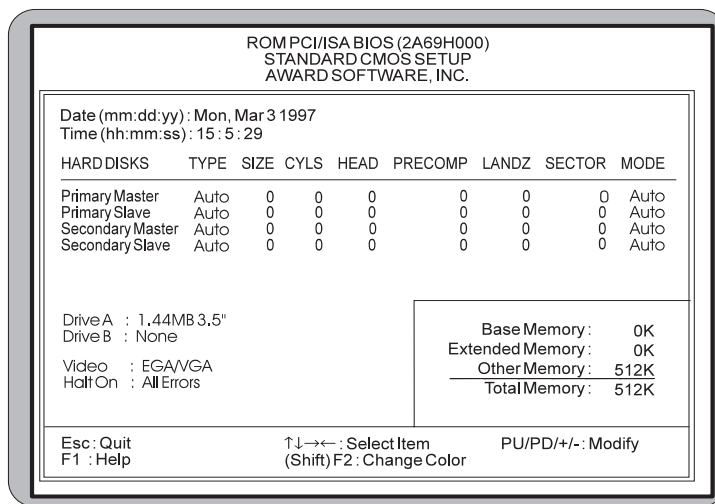 ROM PCI/ISA BIOS (2A69H000)
STANDARD CMOS SETUP
AWARD SOFTWARE, INC.
Date (mm:dd:yy) : Mon, Mar 3 1997
Time (hh:mm:ss) : 15 : 5 : 29
HARD DISKS TYPE SIZE CYLS HEAD PRECOMP LANDZ SECTOR MODE
Primary Master Auto 0 0 0 0 0 0 Auto
Primary Slave Auto 0 0 0 0 0 0 Auto
Secondary Master Auto 0 0 0 0 0 0 Auto
Secondary Slave Auto 0 0 0 0 0 0 Auto
Drive A : 1.44MB 3.5"
Drive B : None
Video : EGA/VGA
Halt On : All Errors
Base Memory : 0K
Extended Memory : 0K
Other Memory : 512K
Total Memory : 512K
Esc : Quit ↑↓→← : Select Item PU/PD/+/- : Modify
F1 : Help (Shift) F2 : Change Color